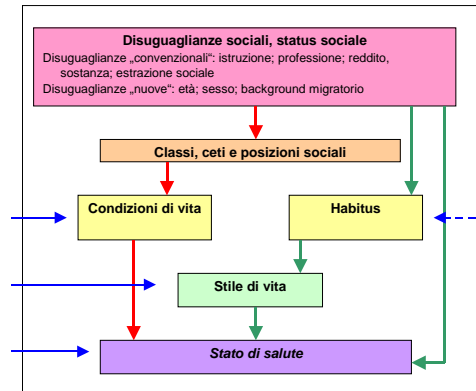 Disuguaglianze sociali, status sociale
Disuguaglianze „convenzionali“: istruzione; professione; reddito,
sostanza; estrazione sociale
Disuguaglianze „nuove“: età; sesso; background migratorio
Classi, ceti e posizioni sociali
Condizioni di vita
Habitus
Stile di vita
Stato di salute